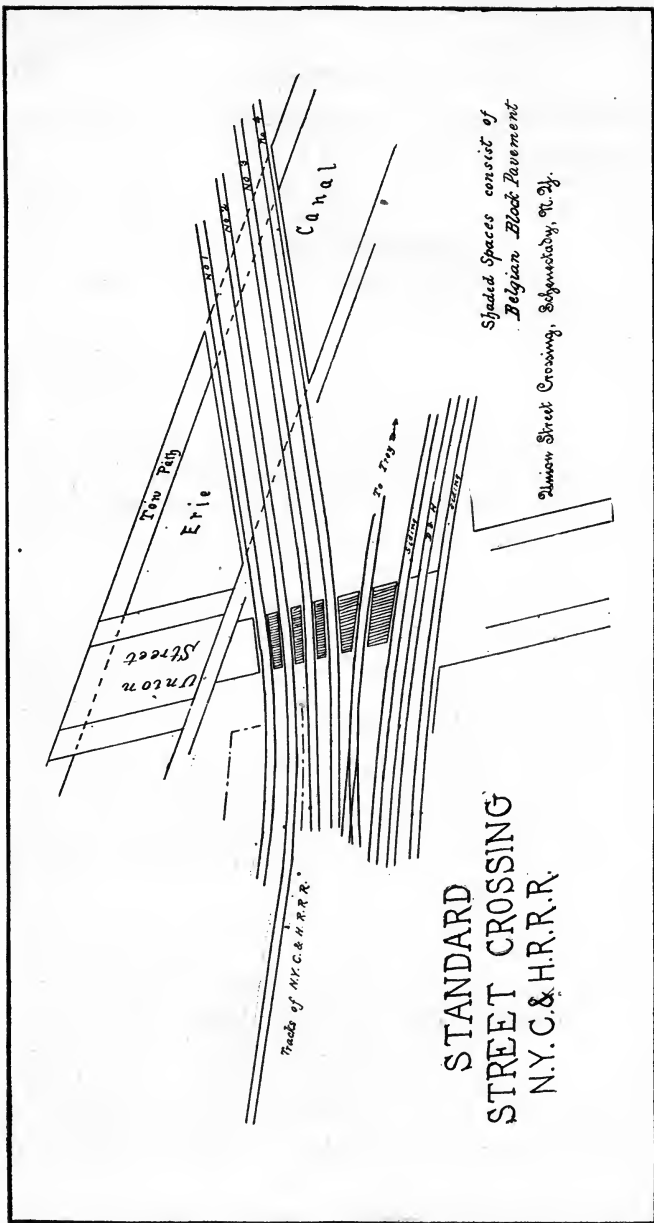 Tow Path
Erie
Canal
Union
Street
No 1
No 2
No 3
No 4
To Troy
Siding
D & H
Siding
Tracks of N.Y.C. & H.R.R.R.
Shaded Spaces consist of
Belgian Block Pavement
Union Street Crossing, Schenectady, N.Y.
STANDARD
STREET CROSSING
N.Y.C. & H.R.R.R.